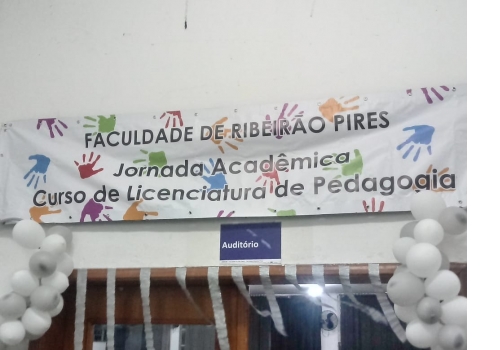 FACULDADE DE RIBEIRÃO PIRES
Jornada Acadêmica
Curso de Licenciatura de Pedagogia
Auditório